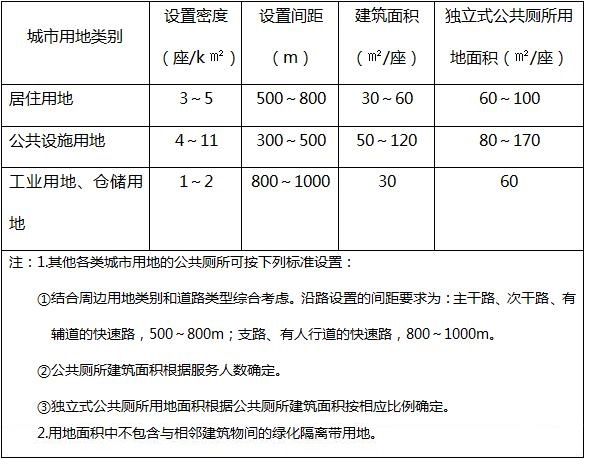 城市用地类别 设置密度（座/k㎡） 设置间距（m） 建筑面积（㎡/座） 独立式公共厕所用地面积（㎡/座）
居住用地 3～5 500～800 30～60 60～100
公共设施用地 4～11 300～500 50～120 80～170
工业用地、仓储用地 1～2 800～1000 30 60
注：1.其他各类城市用地的公共厕所可按下列标准设置：
①结合周边用地类别和道路类型综合考虑。沿路设置的间距要求为：主干路、次干路、有
辅道的快速路，500～800m；支路、有人行道的快速路，800～1000m。
②公共厕所建筑面积根据服务人数确定。
③独立式公共厕所用地面积根据公共厕所建筑面积按相应比例确定。
2.用地面积中不包含与相邻建筑物间的绿化隔离带用地。